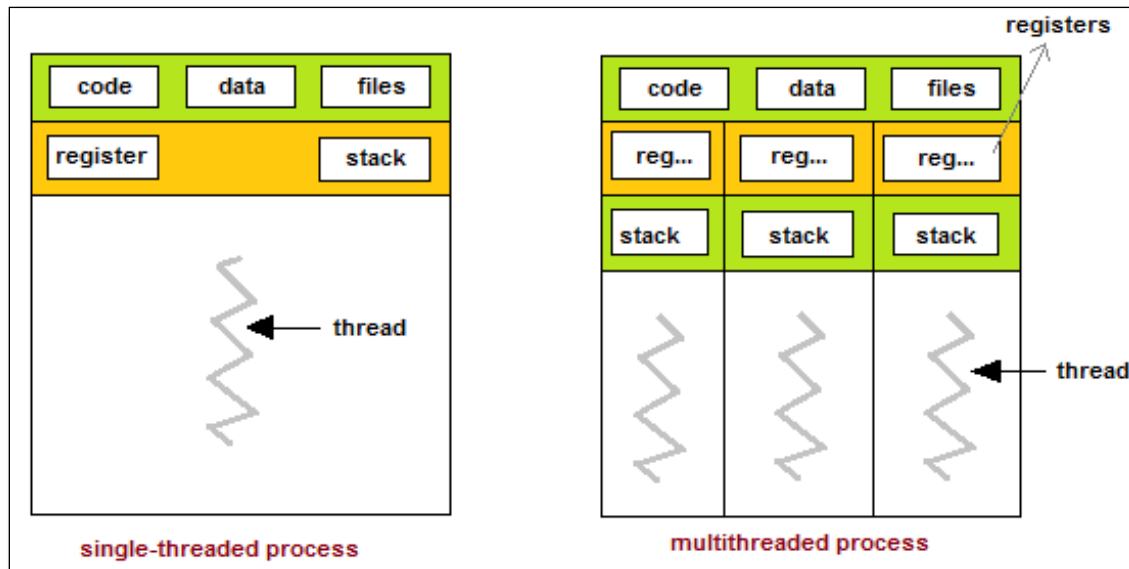 registers
code data files
register stack
thread
single-threaded process
code data files
reg... reg... reg...
stack stack stack
thread
multithreaded process